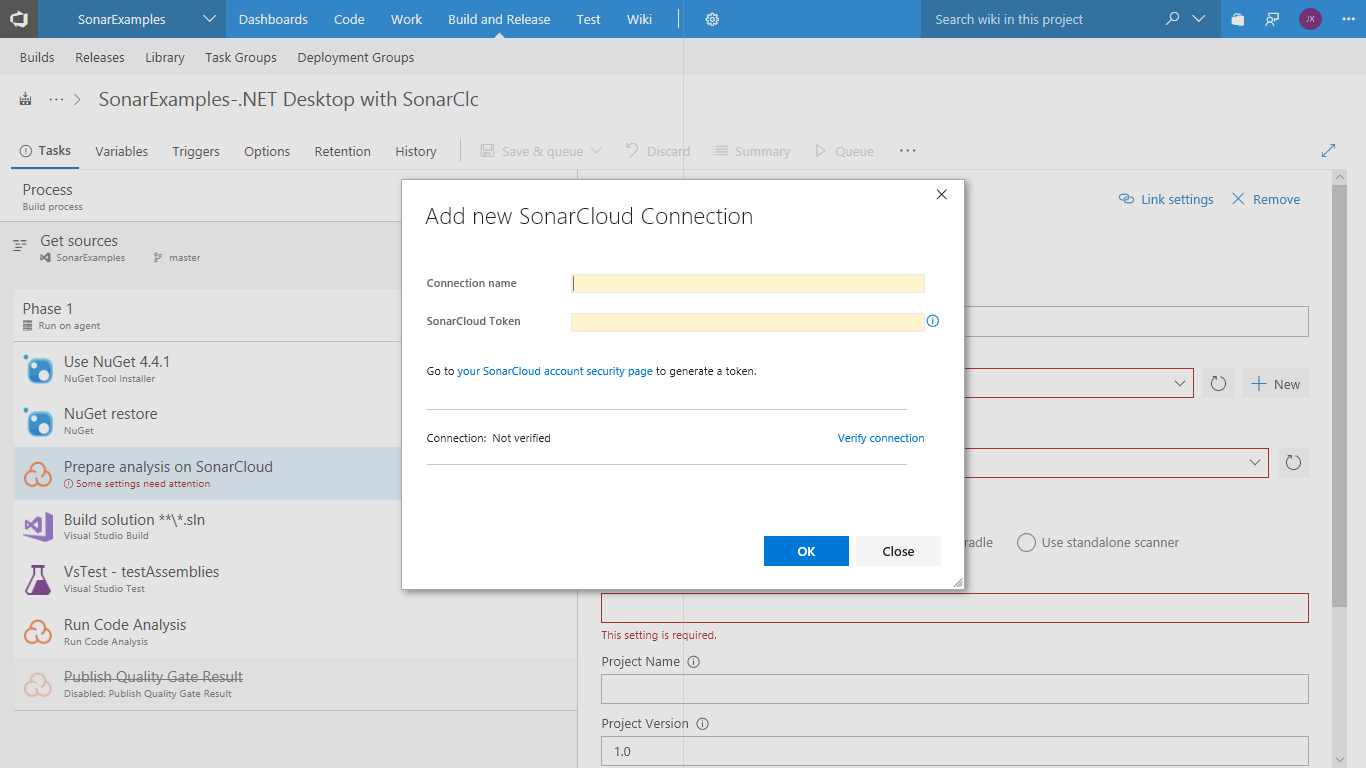 SonarExamples
Dashboards
Code
Work
Build and Release
Test
Wiki
Search wiki in this project
JX
Builds
Releases
Library
Task Groups
Deployment Groups
SonarExamples-.NET Desktop with SonarClc
Tasks
Variables
Triggers
Options
Retention
History
Save & queue
Discard
Summary
Queue
Process
Build process
Link settings
Remove
Get sources
SonarExamples
master
Phase 1
Run on agent
Use NuGet 4.4.1
NuGet Tool Installer
NuGet restore
NuGet
Prepare analysis on SonarCloud
Some settings need attention
Build solution **\*.sln
Visual Studio Build
VsTest - testAssemblies
Visual Studio Test
Run Code Analysis
Run Code Analysis
Publish Quality Gate Result
Disabled: Publish Quality Gate Result
Add new SonarCloud Connection
Connection name
SonarCloud Token
Go to your SonarCloud account security page to generate a token.
Connection: Not verified
Verify connection
OK
Close
New
radle
Use standalone scanner
This setting is required.
Project Name
Project Version
1.0